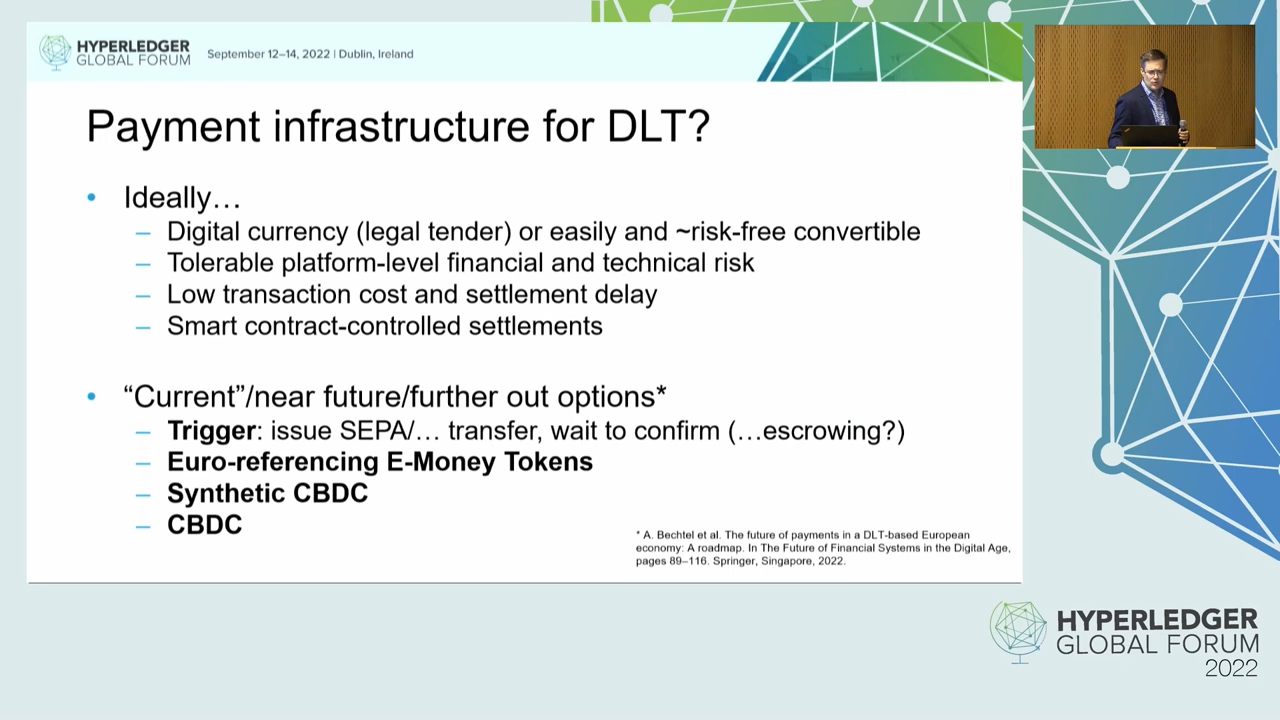 HYPERLEDGER
GLOBAL FORUM
September 12–14, 2022 | Dublin, Ireland
Payment infrastructure for DLT?
• Ideally…
– Digital currency (legal tender) or easily and ~risk-free convertible
– Tolerable platform-level financial and technical risk
– Low transaction cost and settlement delay
– Smart contract-controlled settlements
• “Current”/near future/further out options*
– Trigger: issue SEPA/… transfer, wait to confirm (…escrowing?)
– Euro-referencing E-Money Tokens
– Synthetic CBDC
– CBDC
* A. Bechtel et al. The future of payments in a DLT-based European
economy: A roadmap. In The Future of Financial Systems in the Digital Age,
pages 89–116. Springer, Singapore, 2022.
HYPERLEDGER
GLOBAL FORUM
2022